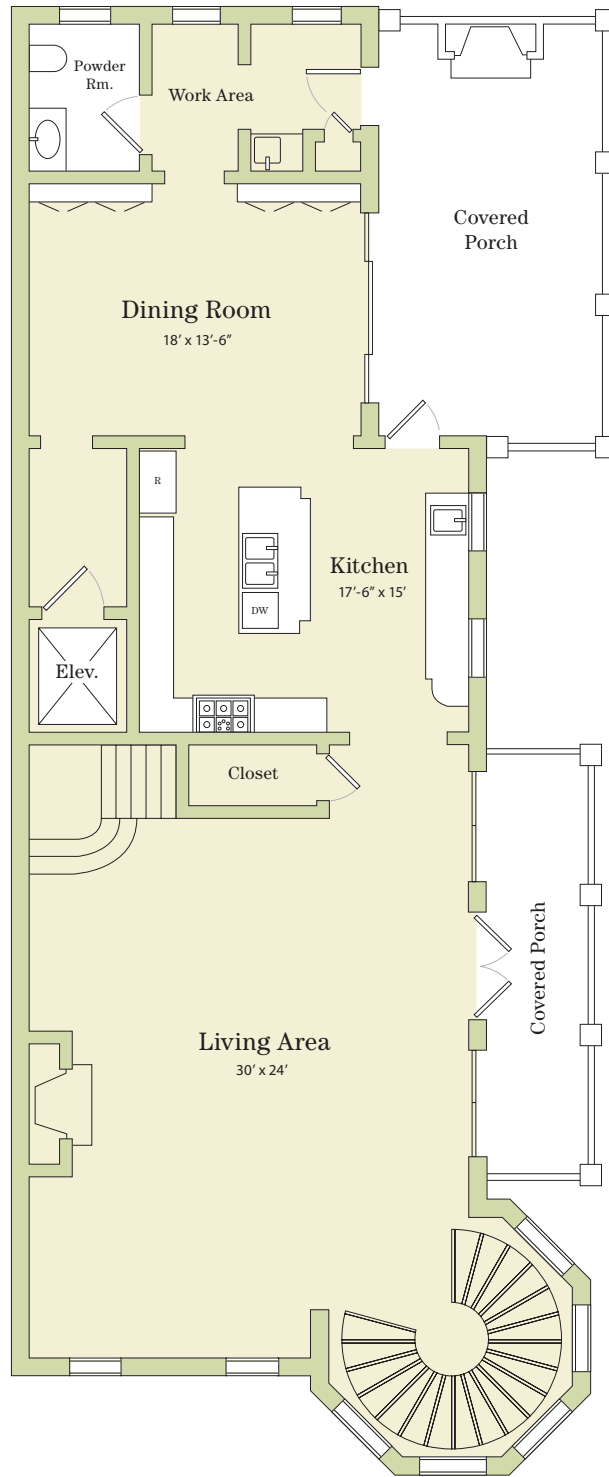 Powder
Rm.
Work Area
Covered
Porch
Dining Room
18′ x 13′-6″
R
Kitchen
17′-6″ x 15′
DW
Elev.
Closet
Covered Porch
Living Area
30′ x 24′